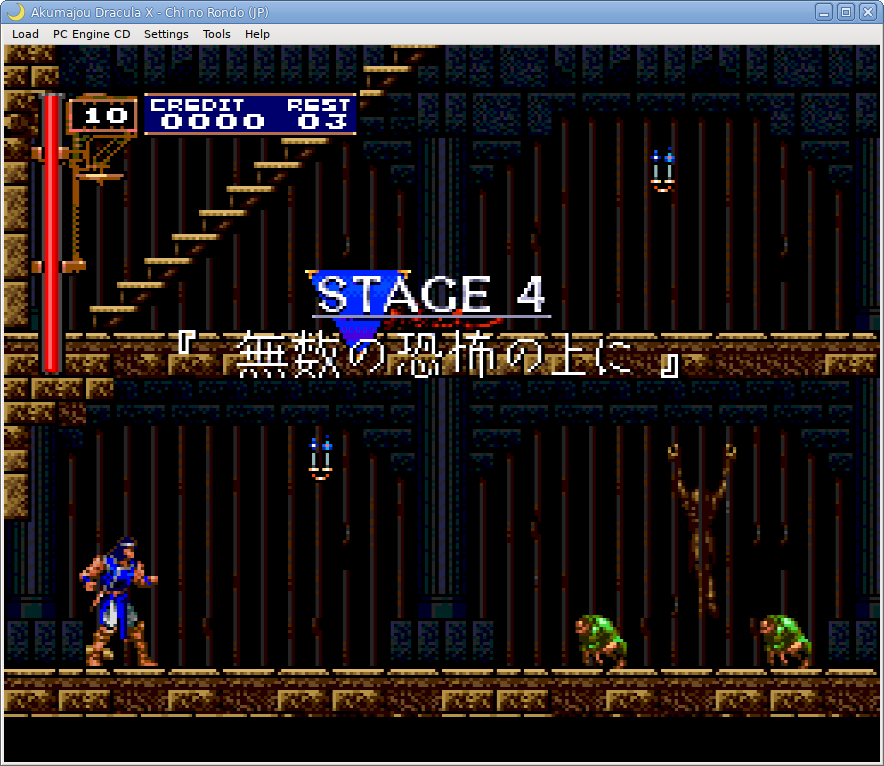 Akumajou Dracula X - Chi no Rondo (JP)
Load PC Engine CD Settings Tools Help
10 CREDIT REST
0000 03
STAGE 4
『無数の恐怖の上に』